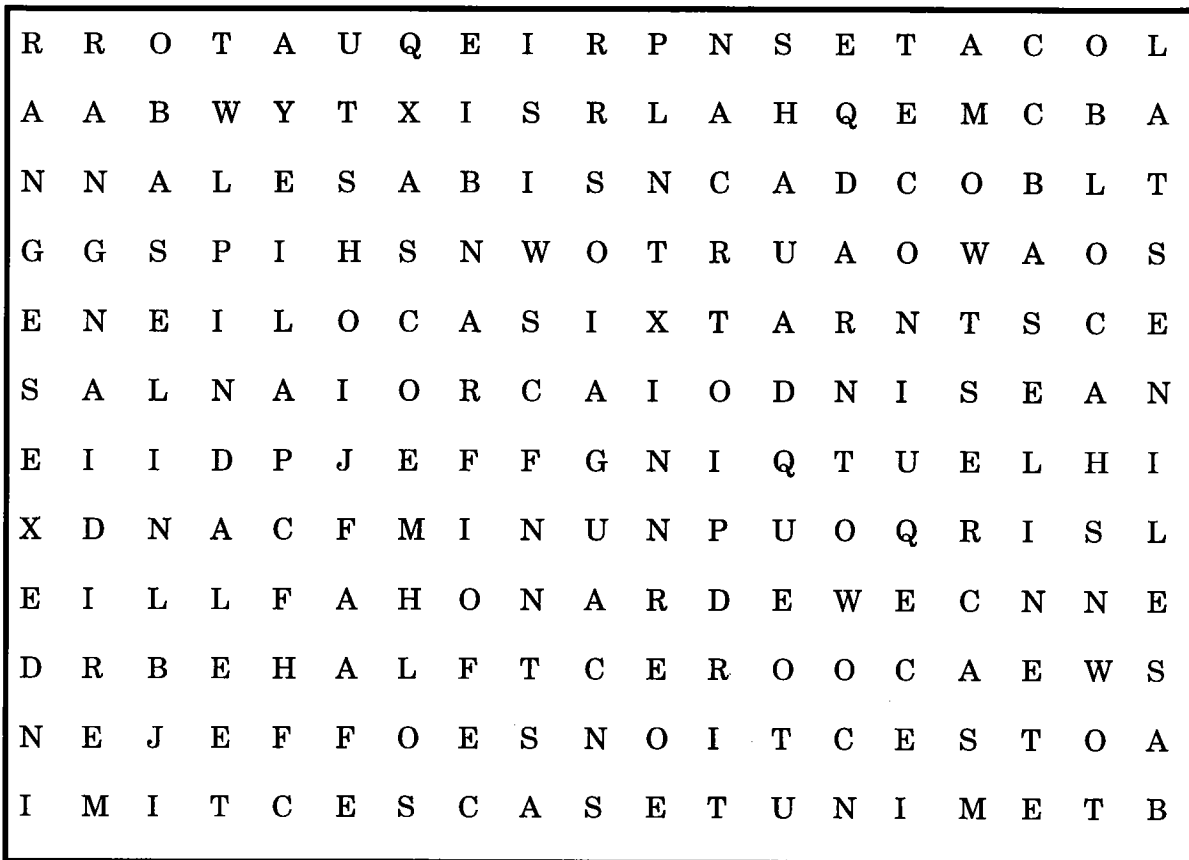 R R O T A U Q E I R P N S E T A C O L
A A B W Y T X I S R L A H Q E M C B A
N N A L E S A B I S N C A D C O B L T
G G S P I H S N W O T R U A O W A O S
E N E I L O C A S I X T A R N T S C E
S A L N A I O R C A I O D N I S E A N
E I I D P J E F F G N I Q T U E L H I
X D N A C F M I N U N P U O Q R I S L
E I L L F A H O N A R D E W E C N N E
D R B E H A L F T C E R O O C A E W S
N E J E F F O E S N O I T C E S T O A
I M I T C E S C A S E T U N I M E T B